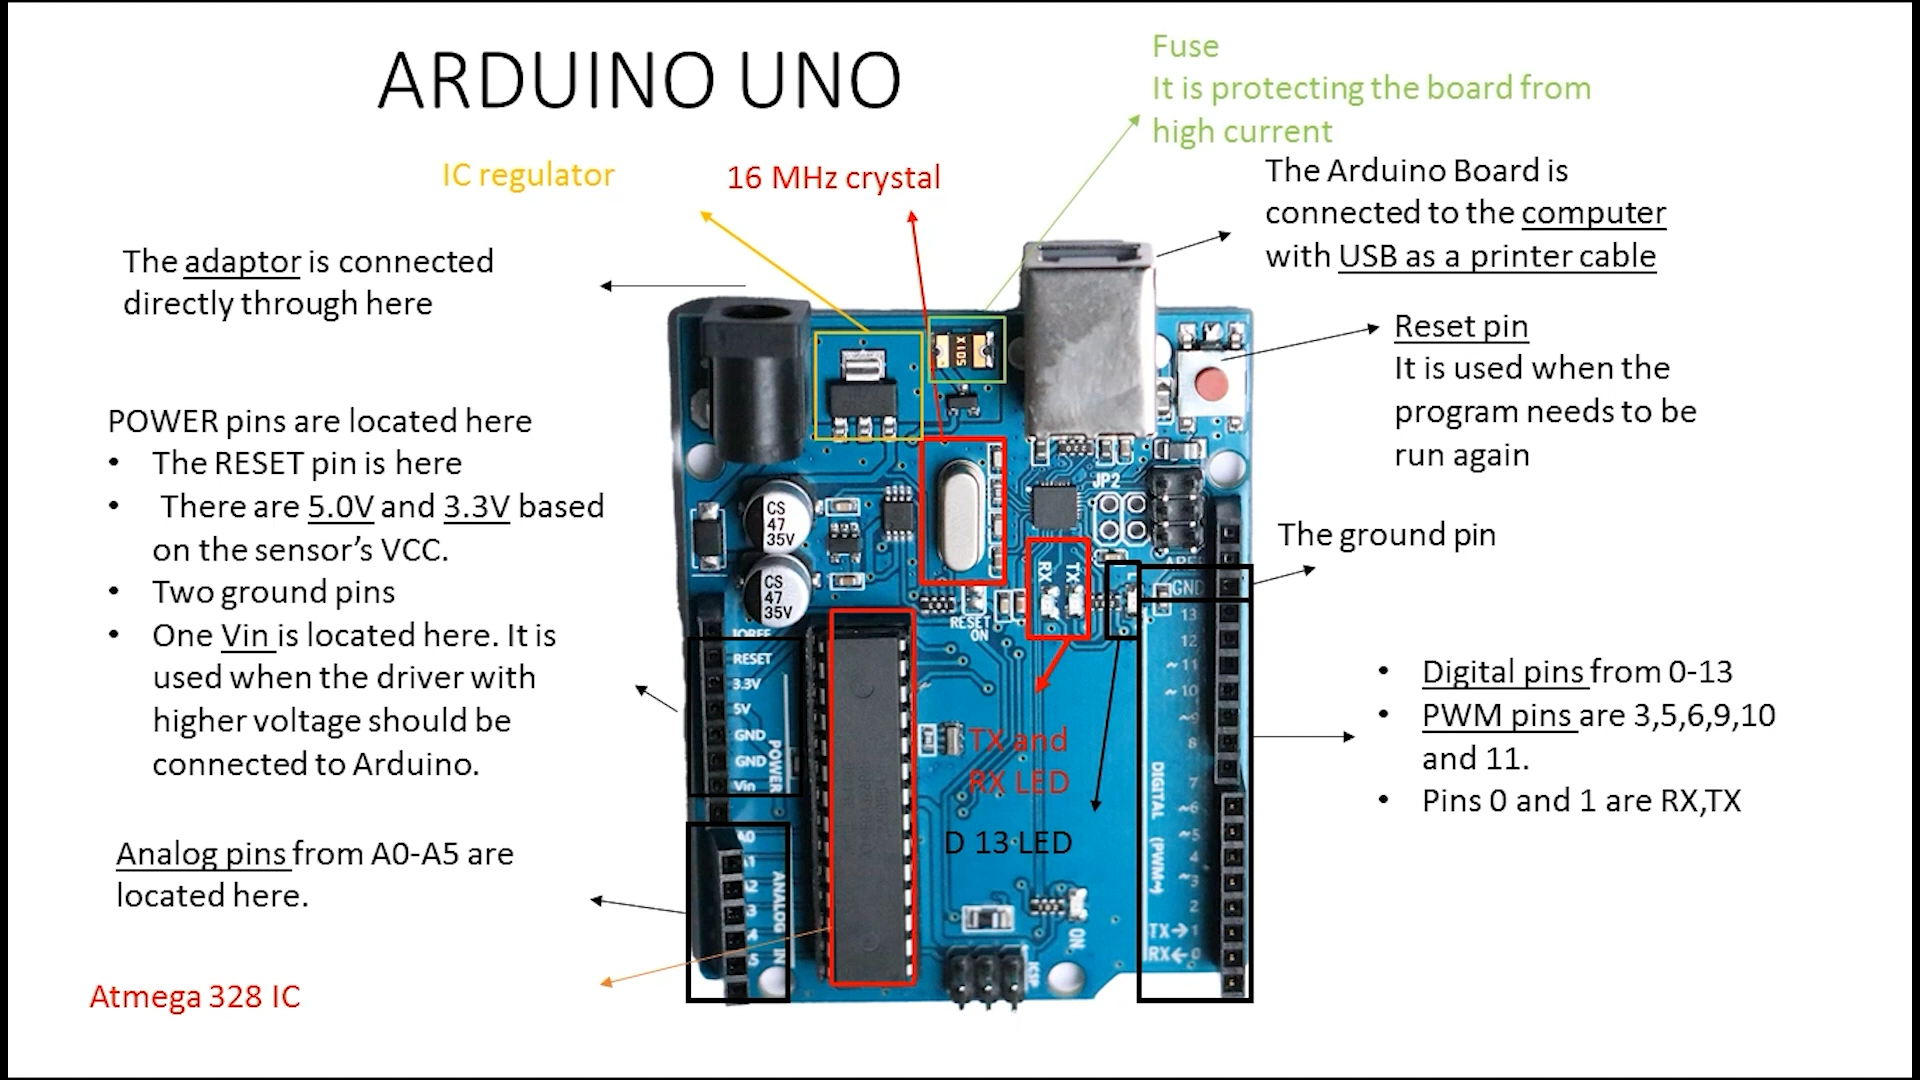 ARDUINO UNO
Fuse
It is protecting the board from
high current
IC regulator
16 MHz crystal
The Arduino Board is
connected to the computer
with USB as a printer cable
The adaptor is connected
directly through here
Reset pin
It is used when the
program needs to be
run again
POWER pins are located here
• The RESET pin is here
• There are 5.0V and 3.3V based
on the sensor's VCC.
• Two ground pins
• One Vin is located here. It is
used when the driver with
higher voltage should be
connected to Arduino.
The ground pin
• Digital pins from 0-13
• PWM pins are 3,5,6,9,10
and 11.
• Pins 0 and 1 are RX,TX
Analog pins from A0-A5 are
located here.
Atmega 328 IC
TX and
RX LED
D 13 LED
X105
JP2
CS
47
35V
CS
47
35V
RX
TX
L
RESET
ON
IOREF
RESET
3.3V
5V
GND
GND
Vin
POWER
A0
A1
2
3
4
5
ANALOG IN
GND
13
12
~11
~10
~9
8
7
~6
~5
4
~3
2
TX→1
RX←0
DIGITAL (PWM~)
ON
ICSP